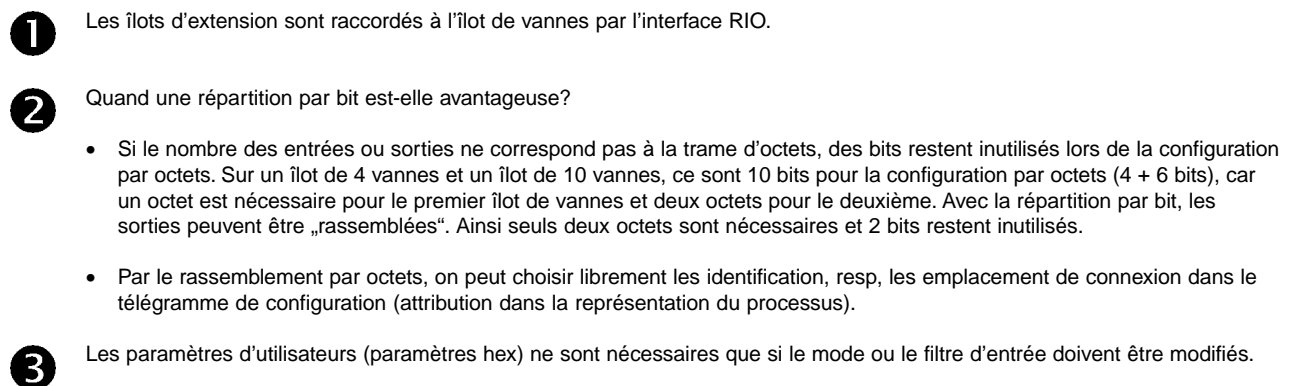 1 Les îlots d'extension sont raccordés à l'îlot de vannes par l'interface RIO.
2 Quand une répartition par bit est-elle avantageuse?
• Si le nombre des entrées ou sorties ne correspond pas à la trame d'octets, des bits restent inutilisés lors de la configuration
par octets. Sur un îlot de 4 vannes et un îlot de 10 vannes, ce sont 10 bits pour la configuration par octets (4 + 6 bits), car
un octet est nécessaire pour le premier îlot de vannes et deux octets pour le deuxième. Avec la répartition par bit, les
sorties peuvent être „rassemblées“. Ainsi seuls deux octets sont nécessaires et 2 bits restent inutilisés.
• Par le rassemblement par octets, on peut choisir librement les identification, resp, les emplacement de connexion dans le
télégramme de configuration (attribution dans la représentation du processus).
3 Les paramètres d'utilisateurs (paramètres hex) ne sont nécessaires que si le mode ou le filtre d'entrée doivent être modifiés.